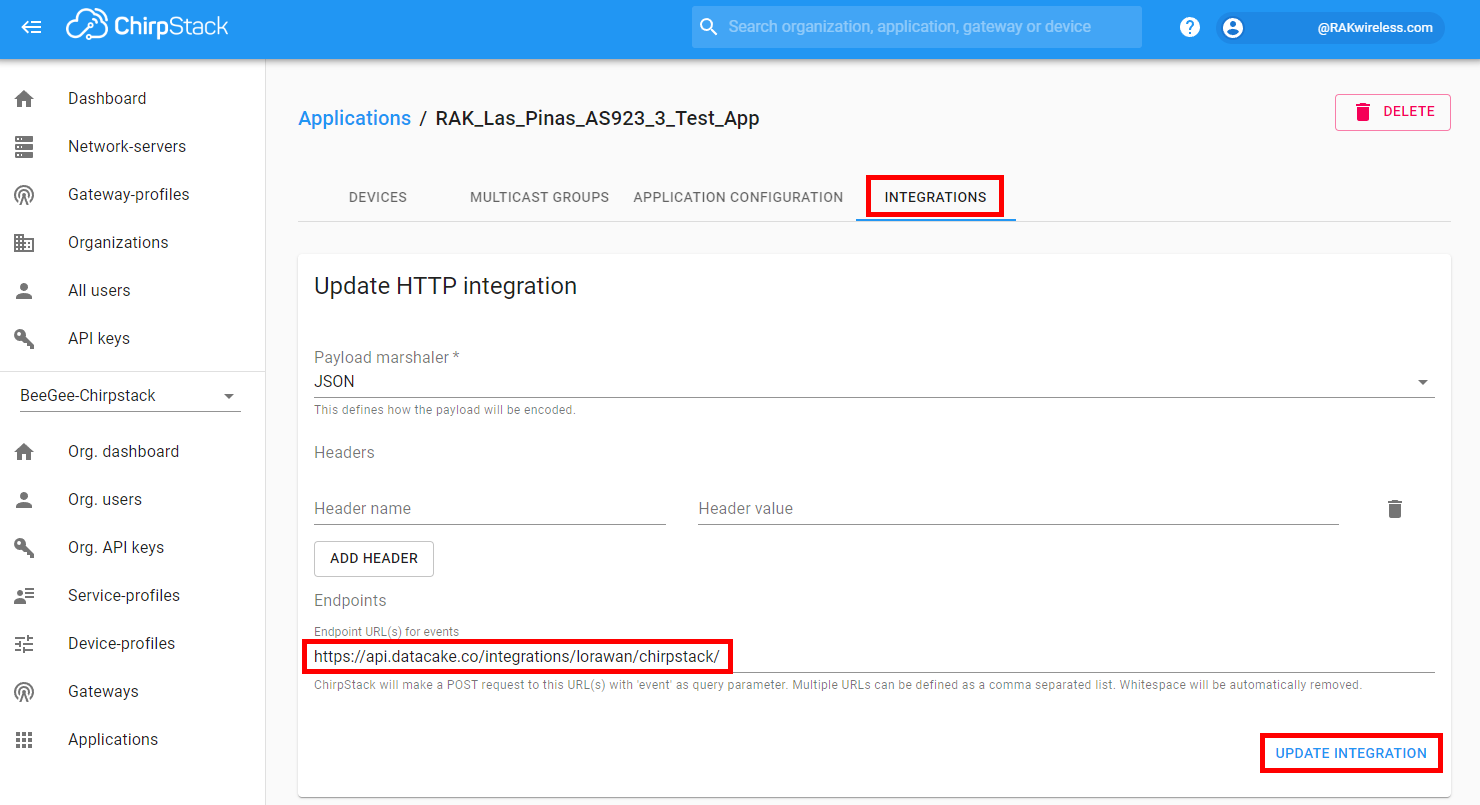 ChirpStack
Search organization, application, gateway or device
?
@RAKwireless.com
Dashboard
Network-servers
Gateway-profiles
Organizations
All users
API keys
BeeGee-Chirpstack
Org. dashboard
Org. users
Org. API keys
Service-profiles
Device-profiles
Gateways
Applications
Applications / RAK_Las_Pinas_AS923_3_Test_App
DELETE
DEVICES MULTICAST GROUPS APPLICATION CONFIGURATION INTEGRATIONS
Update HTTP integration
Payload marshaler *
JSON
This defines how the payload will be encoded.
Headers
Header name Header value
ADD HEADER
Endpoints
Endpoint URL(s) for events
https://api.datacake.co/integrations/lorawan/chirpstack/
ChirpStack will make a POST request to this URL(s) with 'event' as query parameter. Multiple URLs can be defined as a comma separated list. Whitespace will be automatically removed.
UPDATE INTEGRATION